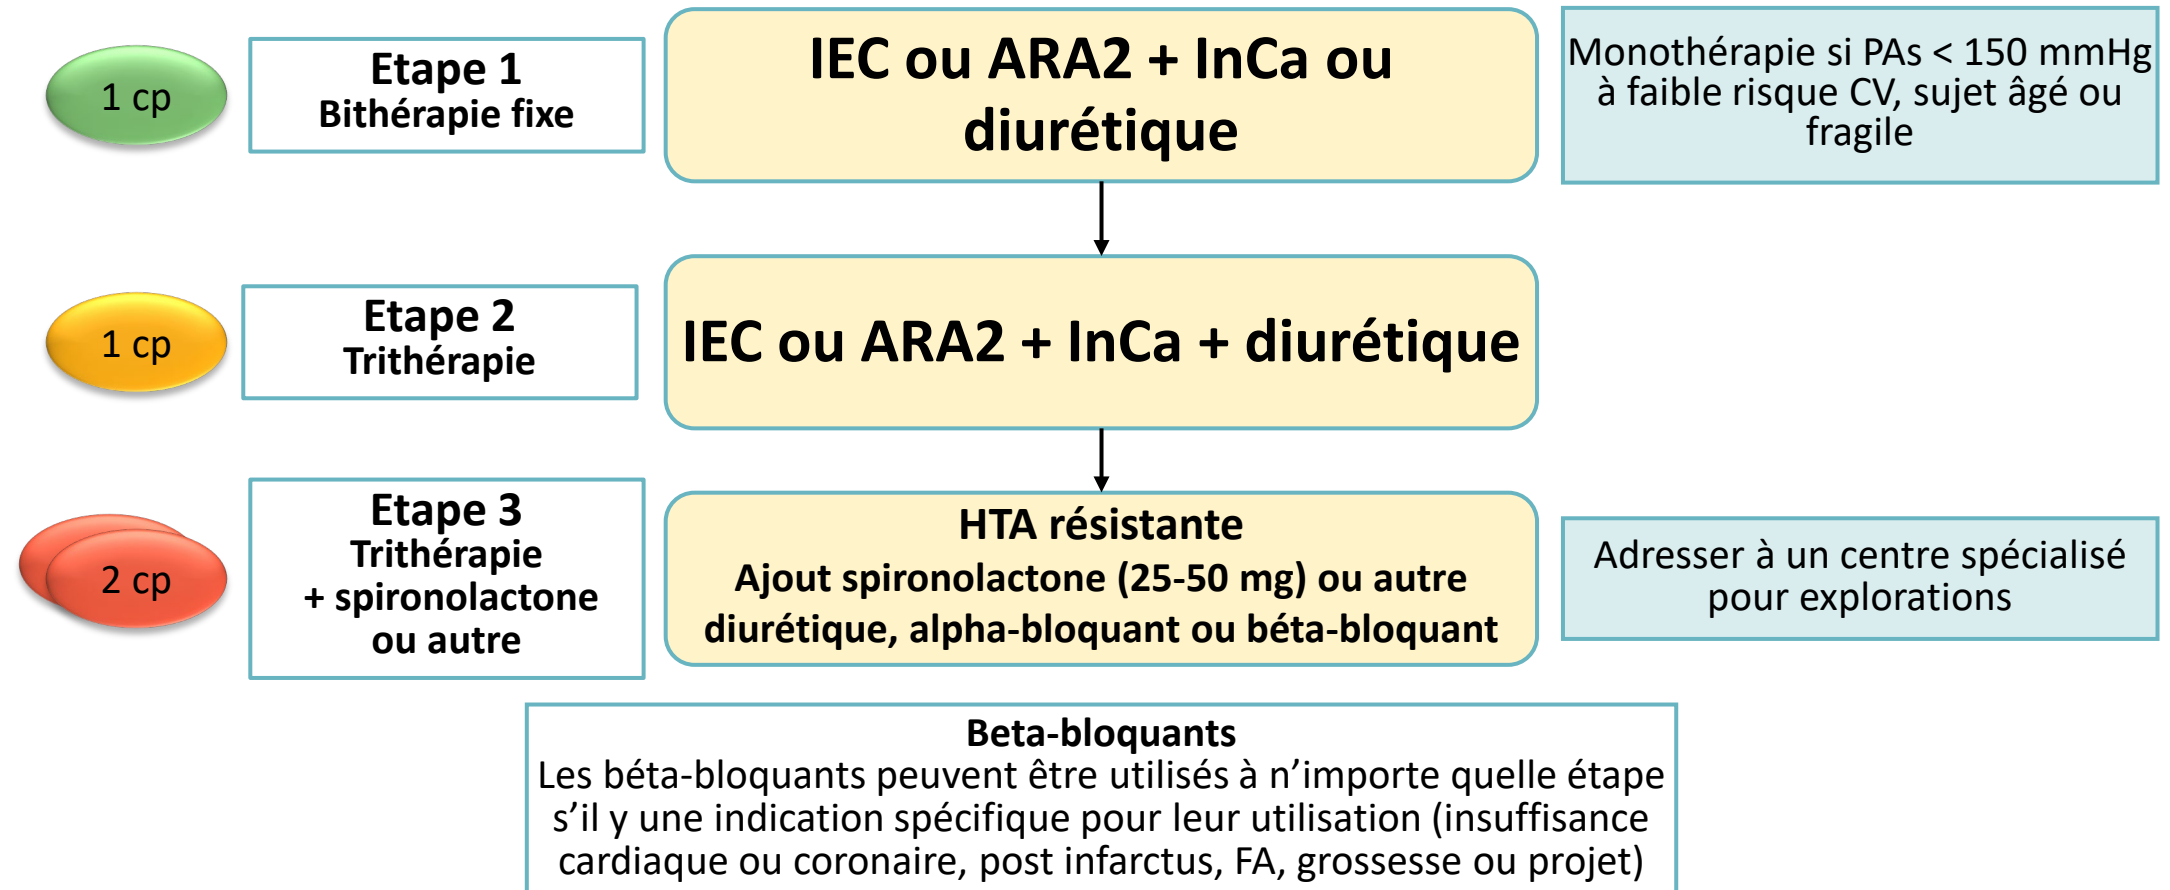 1 cp
Etape 1
Bithérapie fixe
IEC ou ARA2 + InCa ou
diurétique
Monothérapie si PAs < 150 mmHg
à faible risque CV, sujet âgé ou
fragile
1 cp
Etape 2
Trithérapie
IEC ou ARA2 + InCa + diurétique
2 cp
Etape 3
Trithérapie
+ spironolactone
ou autre
HTA résistante
Ajout spironolactone (25-50 mg) ou autre
diurétique, alpha-bloquant ou béta-bloquant
Adresser à un centre spécialisé
pour explorations
Beta-bloquants
Les béta-bloquants peuvent être utilisés à n’importe quelle étape
s’il y une indication spécifique pour leur utilisation (insuffisance
cardiaque ou coronaire, post infarctus, FA, grossesse ou projet)